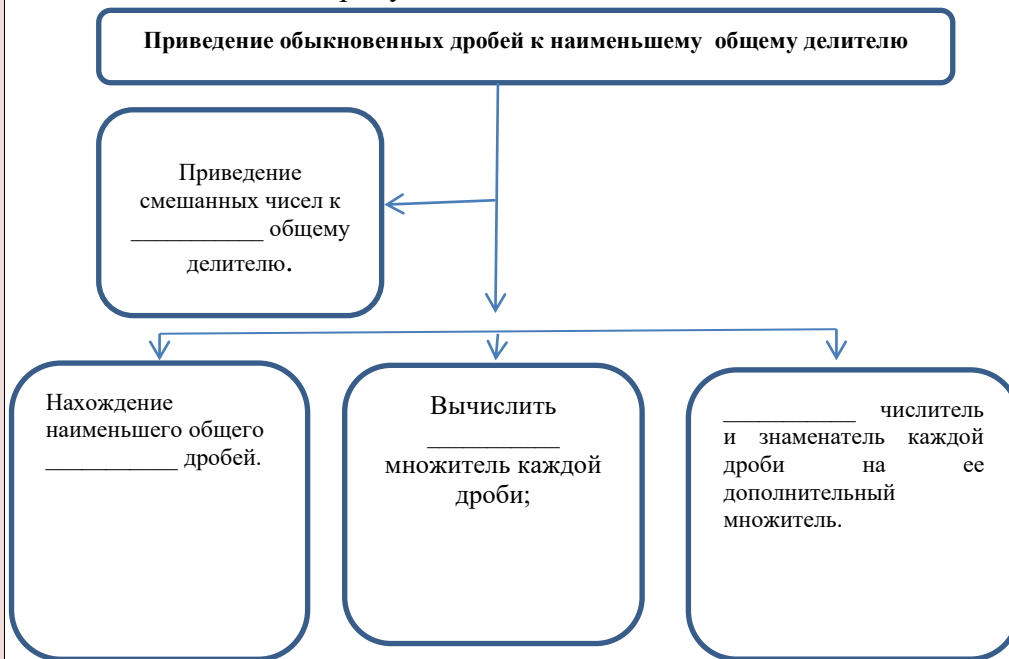 Приведение обыкновенных дробей к наименьшему общему делителю
Приведение
смешанных чисел к
___________ общему
делителю.
Нахождение
наименьшего общего
___________ дробей.
Вычислить
___________
множитель каждой
дроби;
___________ числитель
и знаменатель каждой
дроби на ее
дополнительный
множитель.